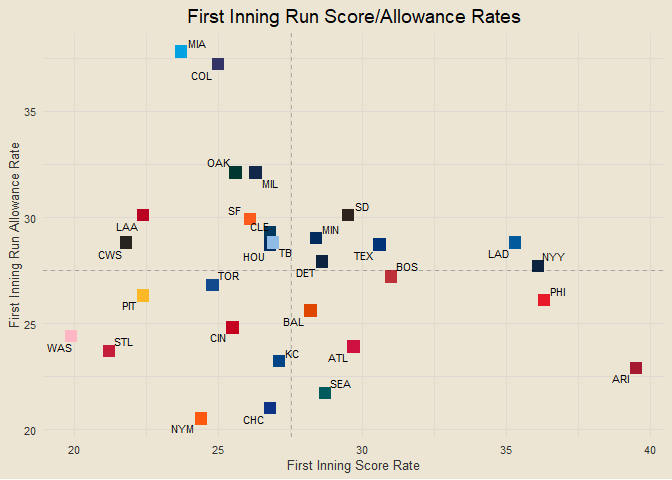 First Inning Run Score/Allowance Rates
MIA
COL
35
OAK
MIL
SF
SD
30
LAA
CLE
MIN
CWS
HOU
TB
TEX
LAD
NYY
DET
BOS
TOR
PIT
PHI
BAL
25
WAS
STL
CIN
KC
ATL
ARI
SEA
CHC
NYM
20
First Inning Run Allowance Rate
20
25
30
35
40
First Inning Score Rate